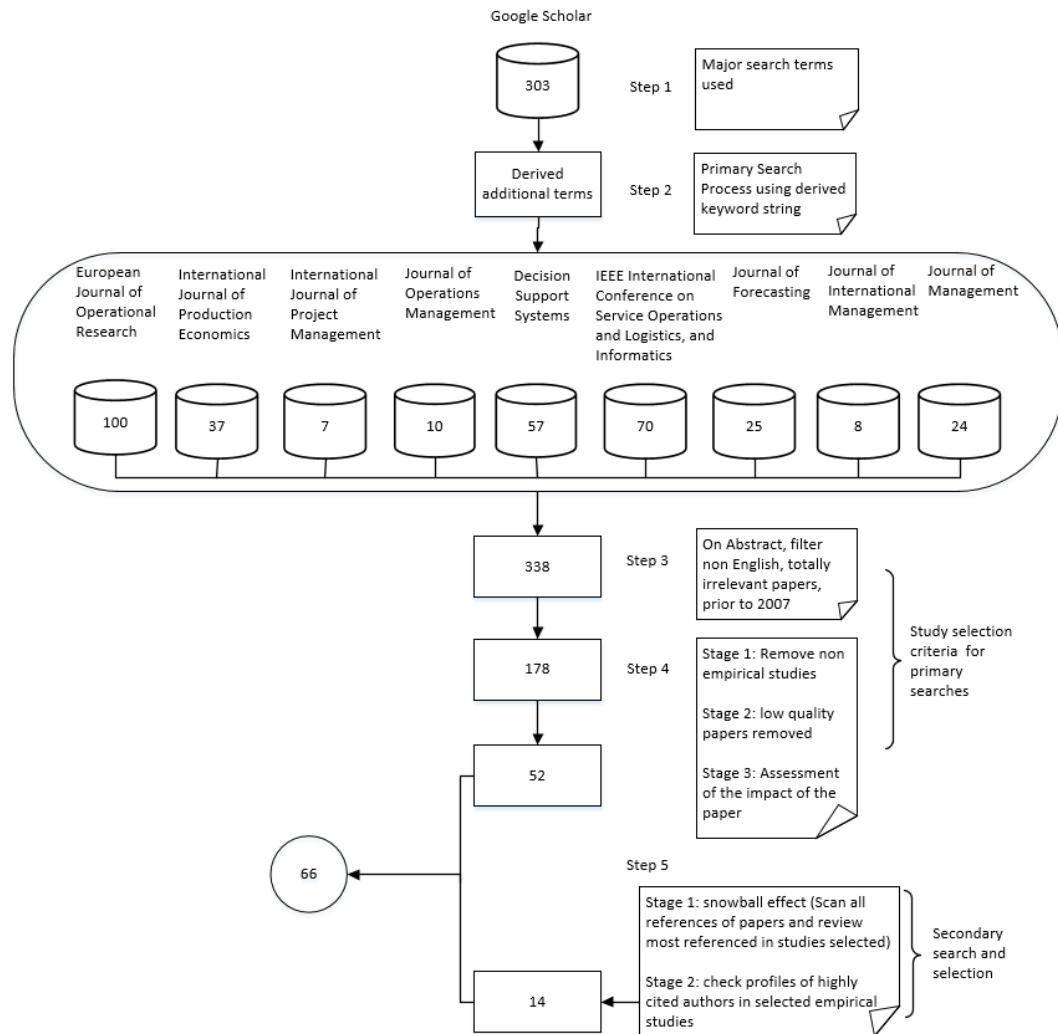 Google Scholar
303
Step 1
Major search terms
used
Derived
additional terms
Step 2
Primary Search
Process using derived
keyword string
European
Journal of
Operational
Research
International
Journal of
Production
Economics
International
Journal of
Project
Management
Journal of
Operations
Management
Decision
Support
Systems
IEEE International
Conference on
Service Operations
and Logistics, and
Informatics
Journal of
Forecasting
Journal of
International
Management
Journal of
Management
100
37
7
10
57
70
25
8
24
338
Step 3
On Abstract, filter
non English, totally
irrelevant papers,
prior to 2007
178
Step 4
Stage 1: Remove non
empirical studies
Stage 2: low quality
papers removed
Stage 3: Assessment
of the impact of the
paper
Study selection
criteria for
primary
searches
52
66
Step 5
Stage 1: snowball effect (Scan all
references of papers and review
most referenced in studies selected)
Stage 2: check profiles of highly
cited authors in selected empirical
studies
Secondary
search and
selection
14